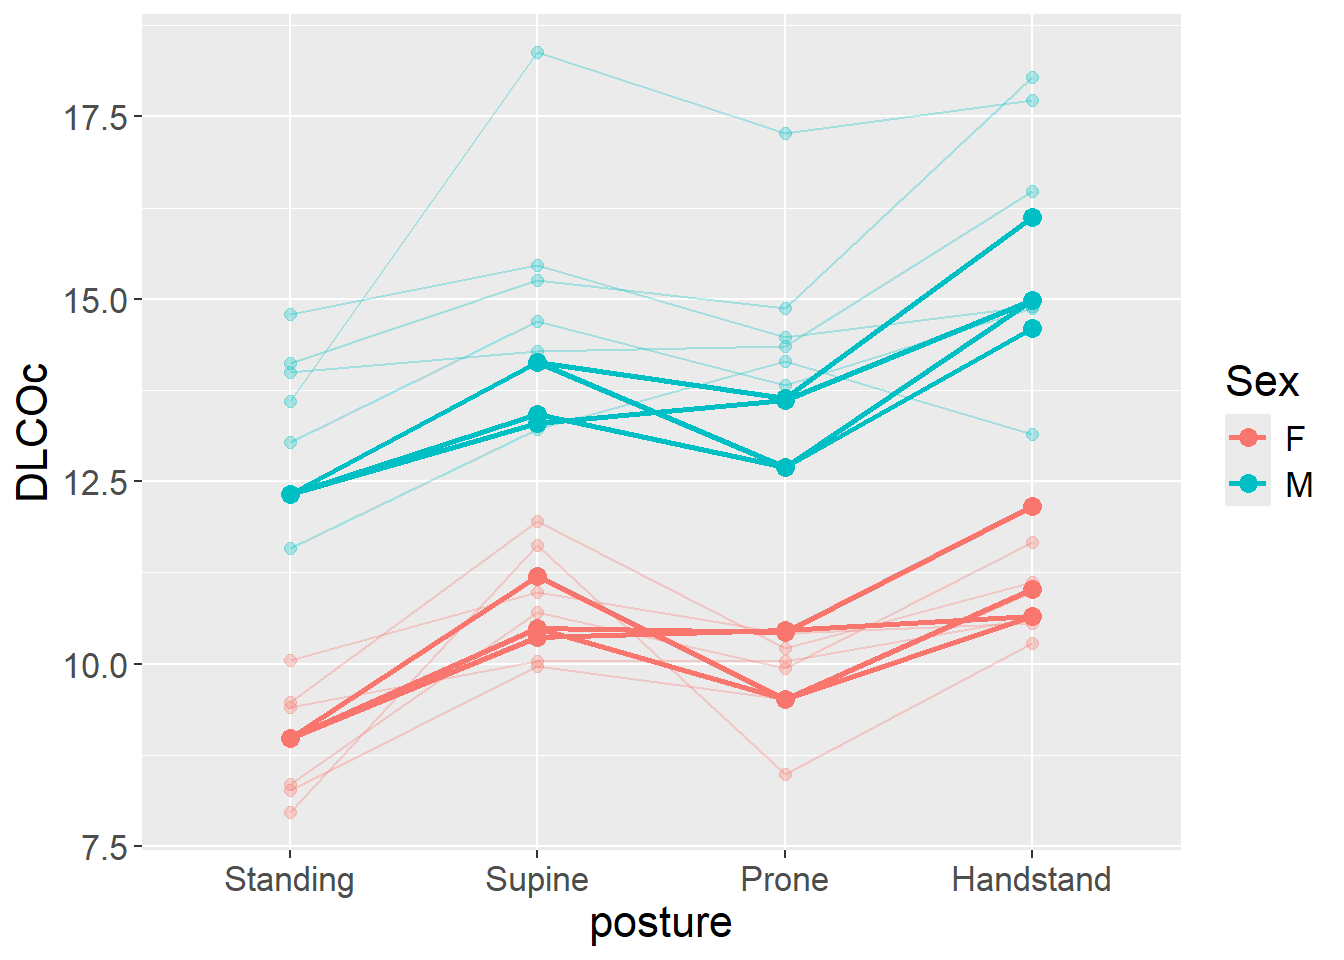 17.5
15.0
12.5
10.0
7.5
DLCOc
Standing Supine Prone Handstand
posture
Sex
F
M